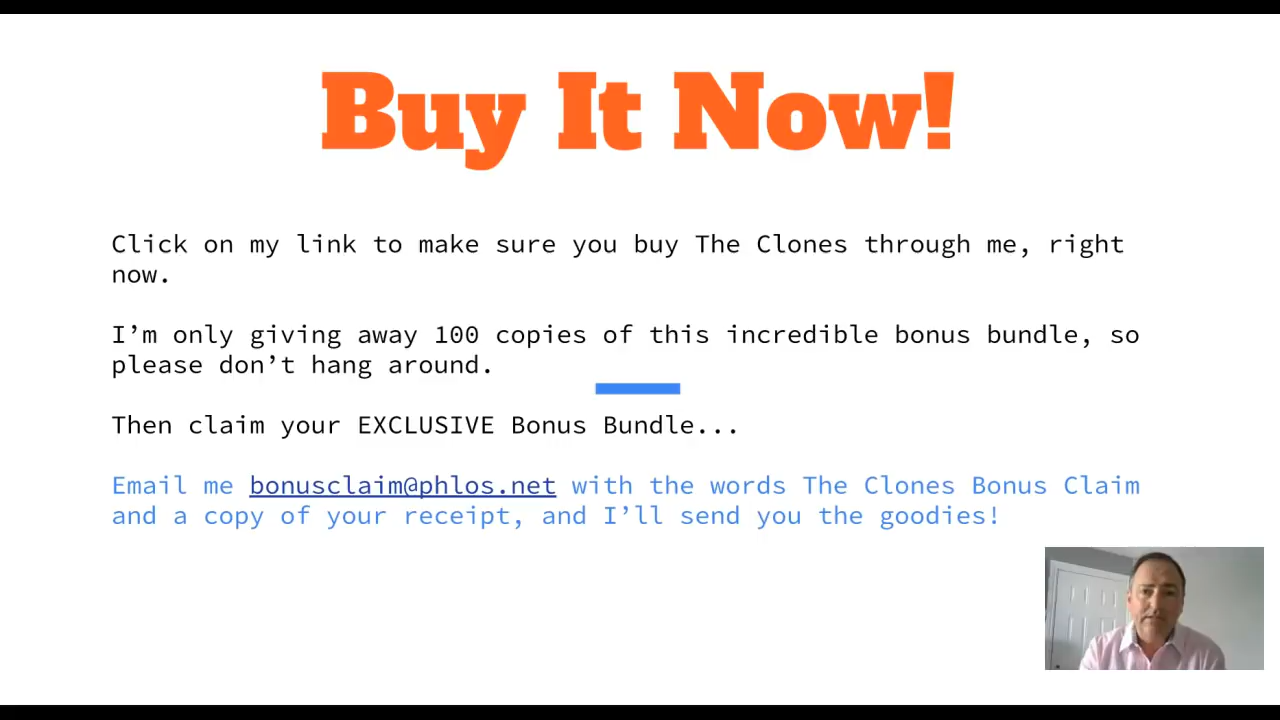 Buy It Now!
Click on my link to make sure you buy The Clones through me, right
now.
I’m only giving away 100 copies of this incredible bonus bundle, so
please don’t hang around.
Then claim your EXCLUSIVE Bonus Bundle...
Email me bonusclaim@phlos.net with the words The Clones Bonus Claim
and a copy of your receipt, and I’ll send you the goodies!